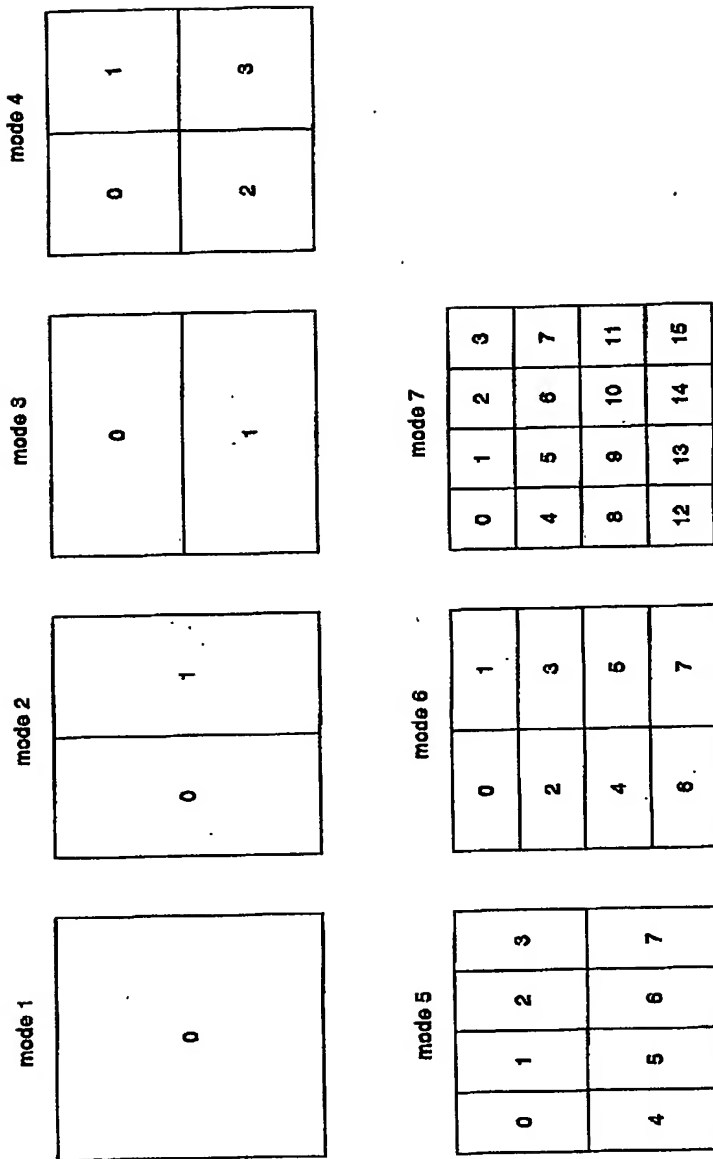 mode 1
0
mode 2
0 1
mode 3
0
1
mode 4
0 1
2 3
mode 5
0 1 2 3
4 5 6 7
mode 6
0 1
2 3
4 5
6 7
mode 7
0 1 2 3
4 5 6 7
8 9 10 11
12 13 14 15